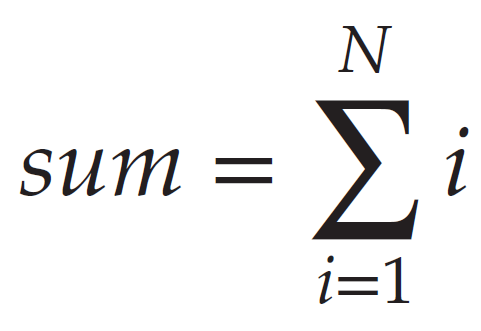 N
sum = ∑ i
i=1